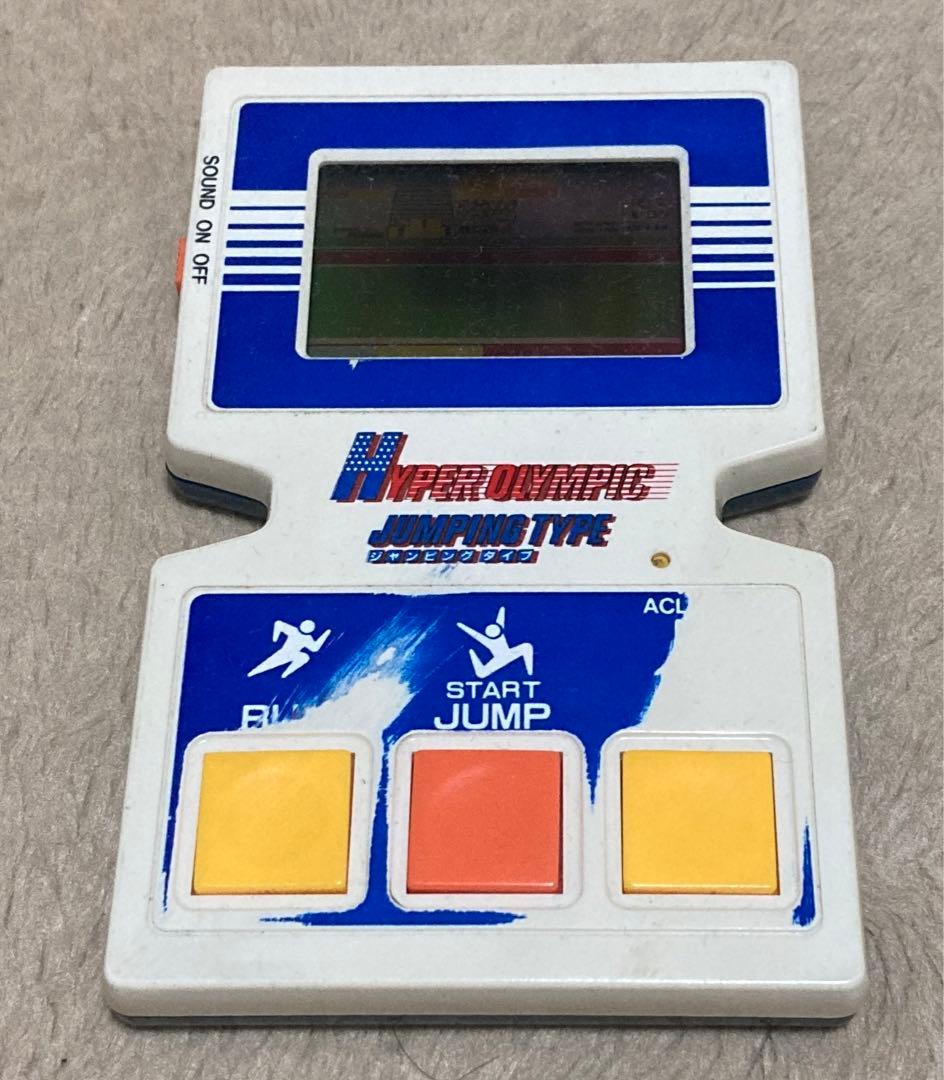 SOUND ON OFF
HYPER OLYMPIC
JUMPING TYPE
ジャンピングタイプ
ACL
START
JUMP